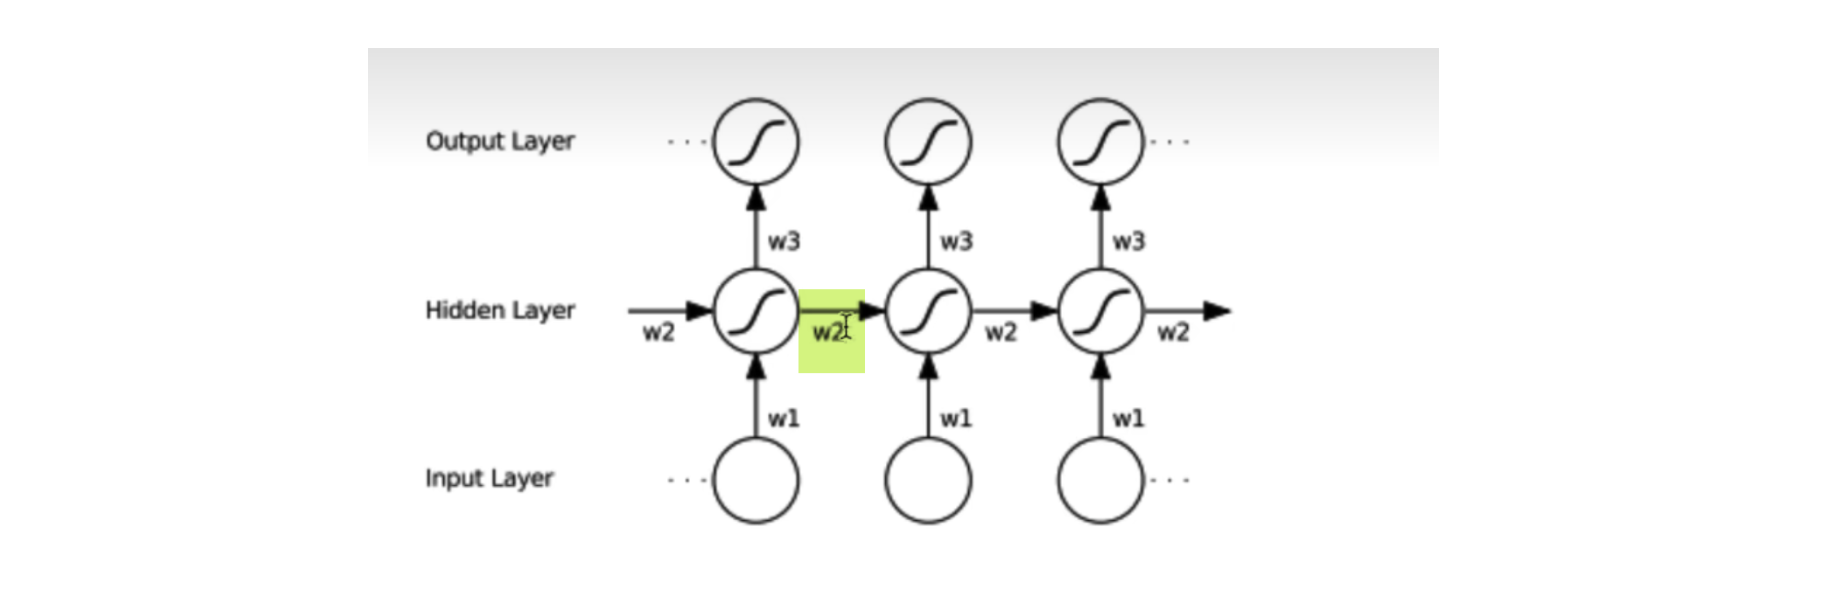 Output Layer
w3 w3 w3
Hidden Layer
w2 w2 w2 w2
w1 w1 w1
Input Layer